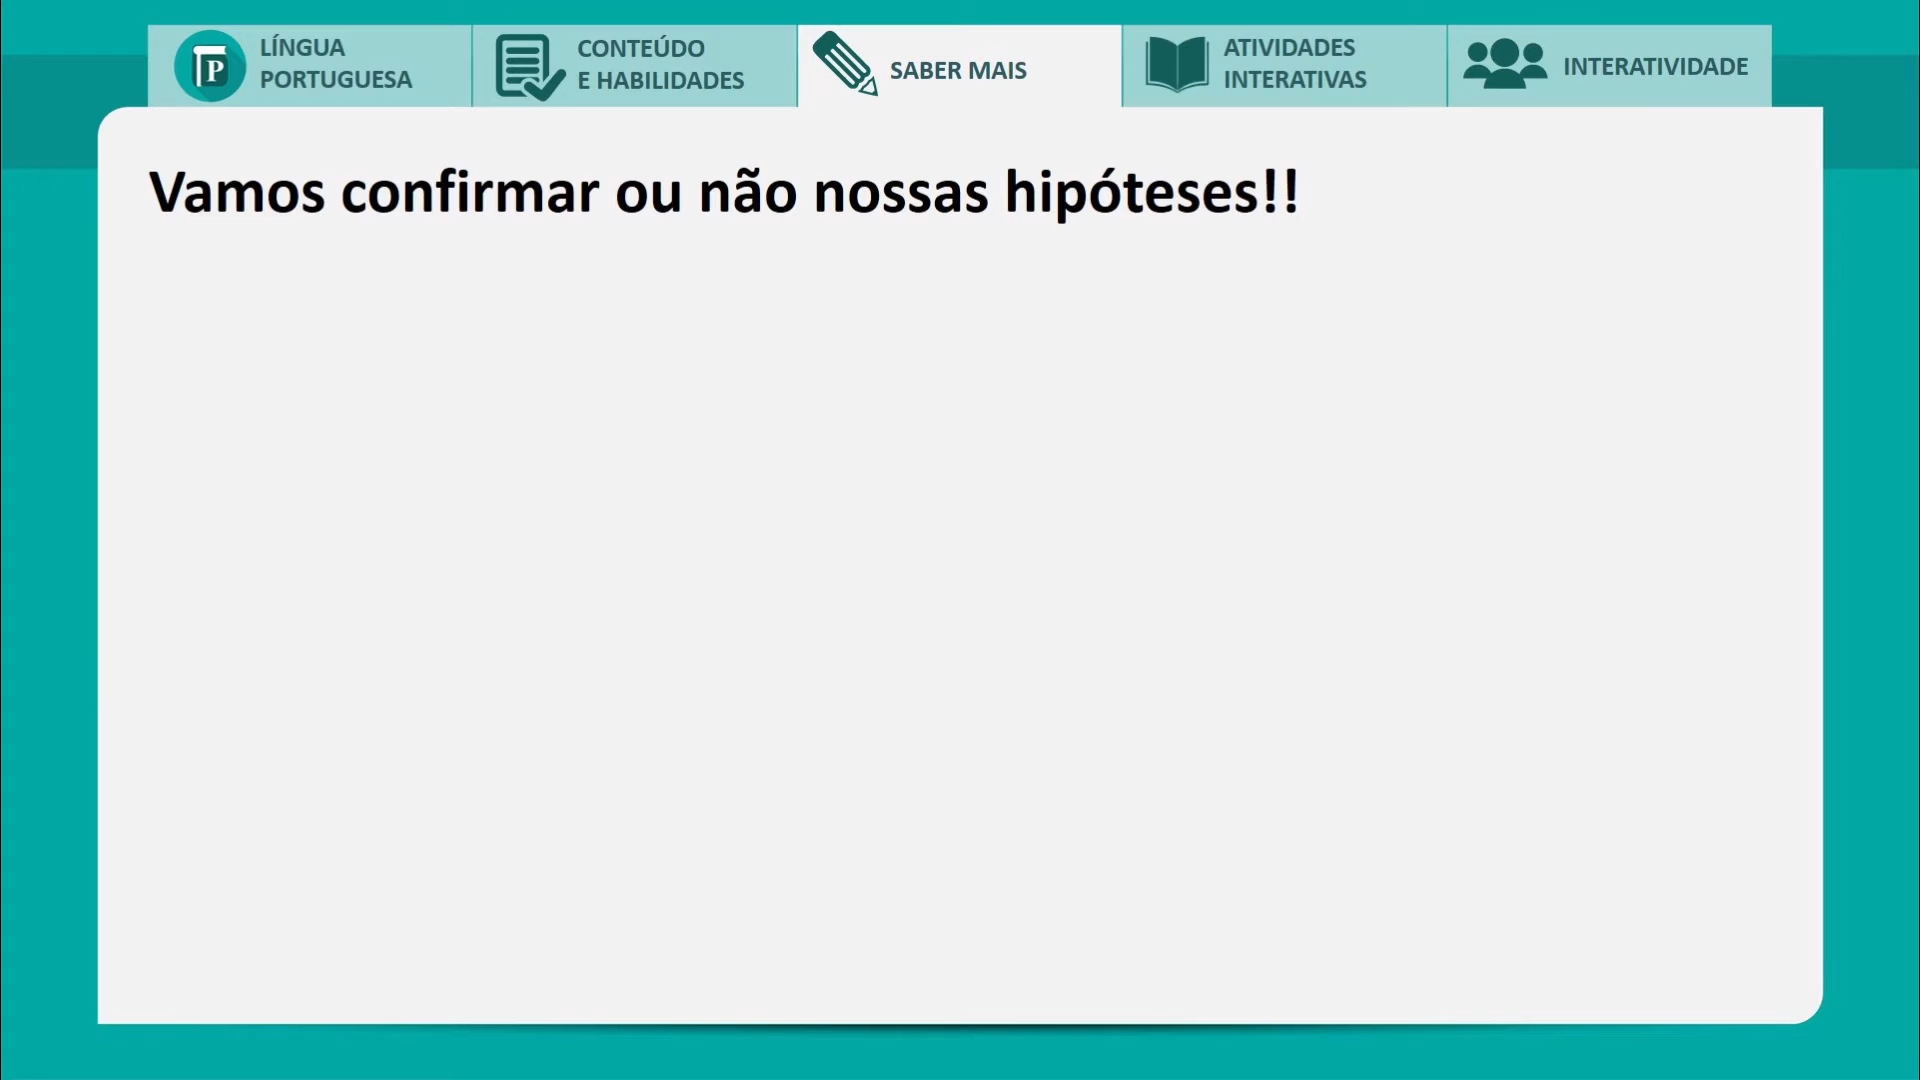 P
LÍNGUA
PORTUGUESA
CONTEÚDO
E HABILIDADES
SABER MAIS
ATIVIDADES
INTERATIVAS
INTERATIVIDADE
Vamos confirmar ou não nossas hipóteses!!